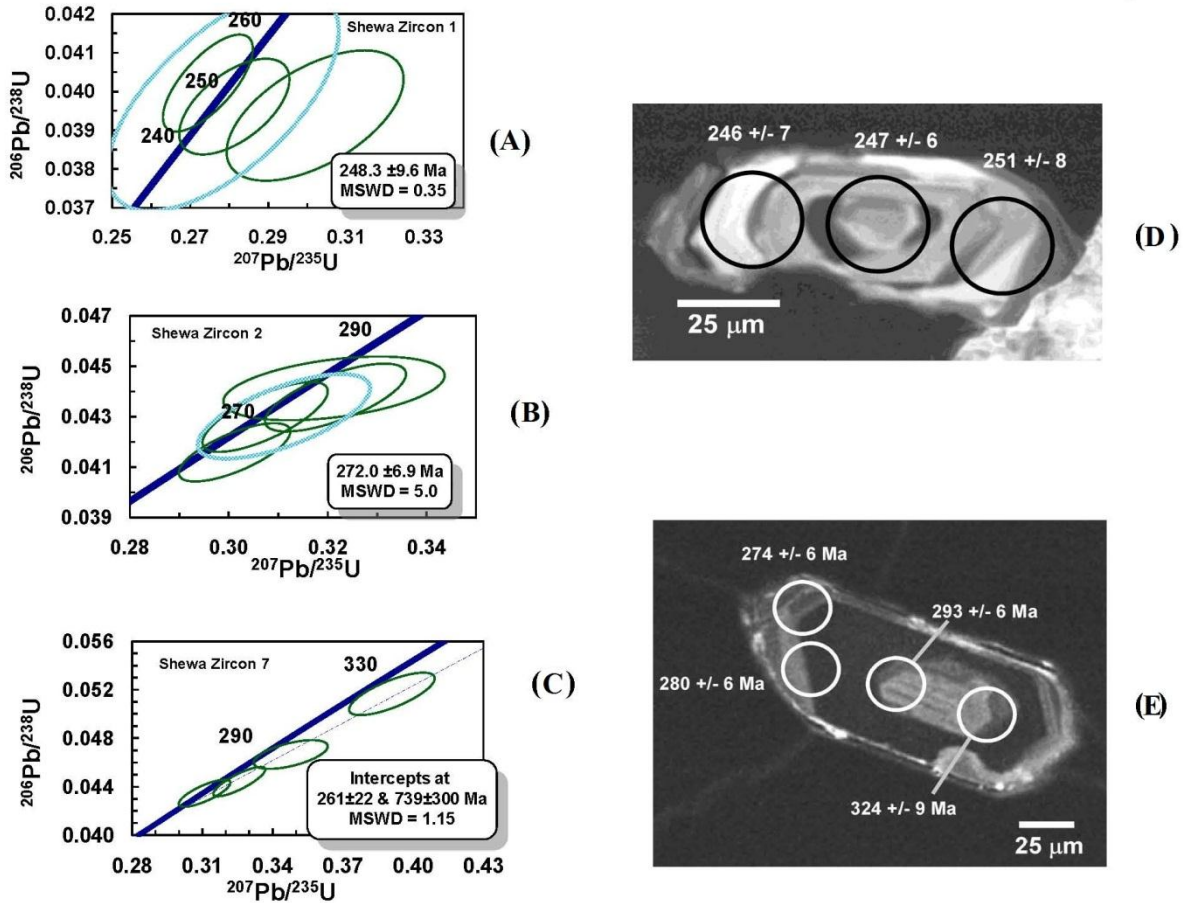 Shewa Zircon 1
0.042
0.041
0.040
0.039
0.038
0.037
260
250
240
206Pb/238U
248.3 ±9.6 Ma
MSWD = 0.35
0.25 0.27 0.29 0.31 0.33
207Pb/235U
(A)
Shewa Zircon 2
0.047
0.045
0.043
0.041
0.039
290
270
206Pb/238U
272.0 ±6.9 Ma
MSWD = 5.0
0.28 0.30 0.32 0.34
207Pb/235U
(B)
Shewa Zircon 7
0.056
0.052
0.048
0.044
0.040
330
290
206Pb/238U
Intercepts at
261±22 & 739±300 Ma
MSWD = 1.15
0.28 0.31 0.34 0.37 0.40 0.43
207Pb/235U
(C)
246 +/- 7
247 +/- 6
251 +/- 8
25 µm
(D)
274 +/- 6 Ma
293 +/- 6 Ma
280 +/- 6 Ma
324 +/- 9 Ma
25 µm
(E)